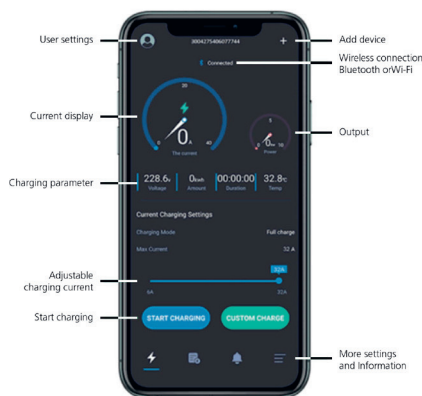 User settings
3004275406077744
+
Add device
Connected
Wireless connection
Bluetooth orWi-Fi
Current display
20
0
40
0 A
The current
5
0
10
0
Power
Output
Charging parameter
228.6v
Voltage
0kwh
Amount
00:00:00
Duration
32.8℃
Temp
Current Charging Settings
Charging Mode
Full charge
Max Current
32 A
Adjustable
charging current
32A
6A
32A
Start charging
START CHARGING
CUSTOM CHARGE
More settings
and Information